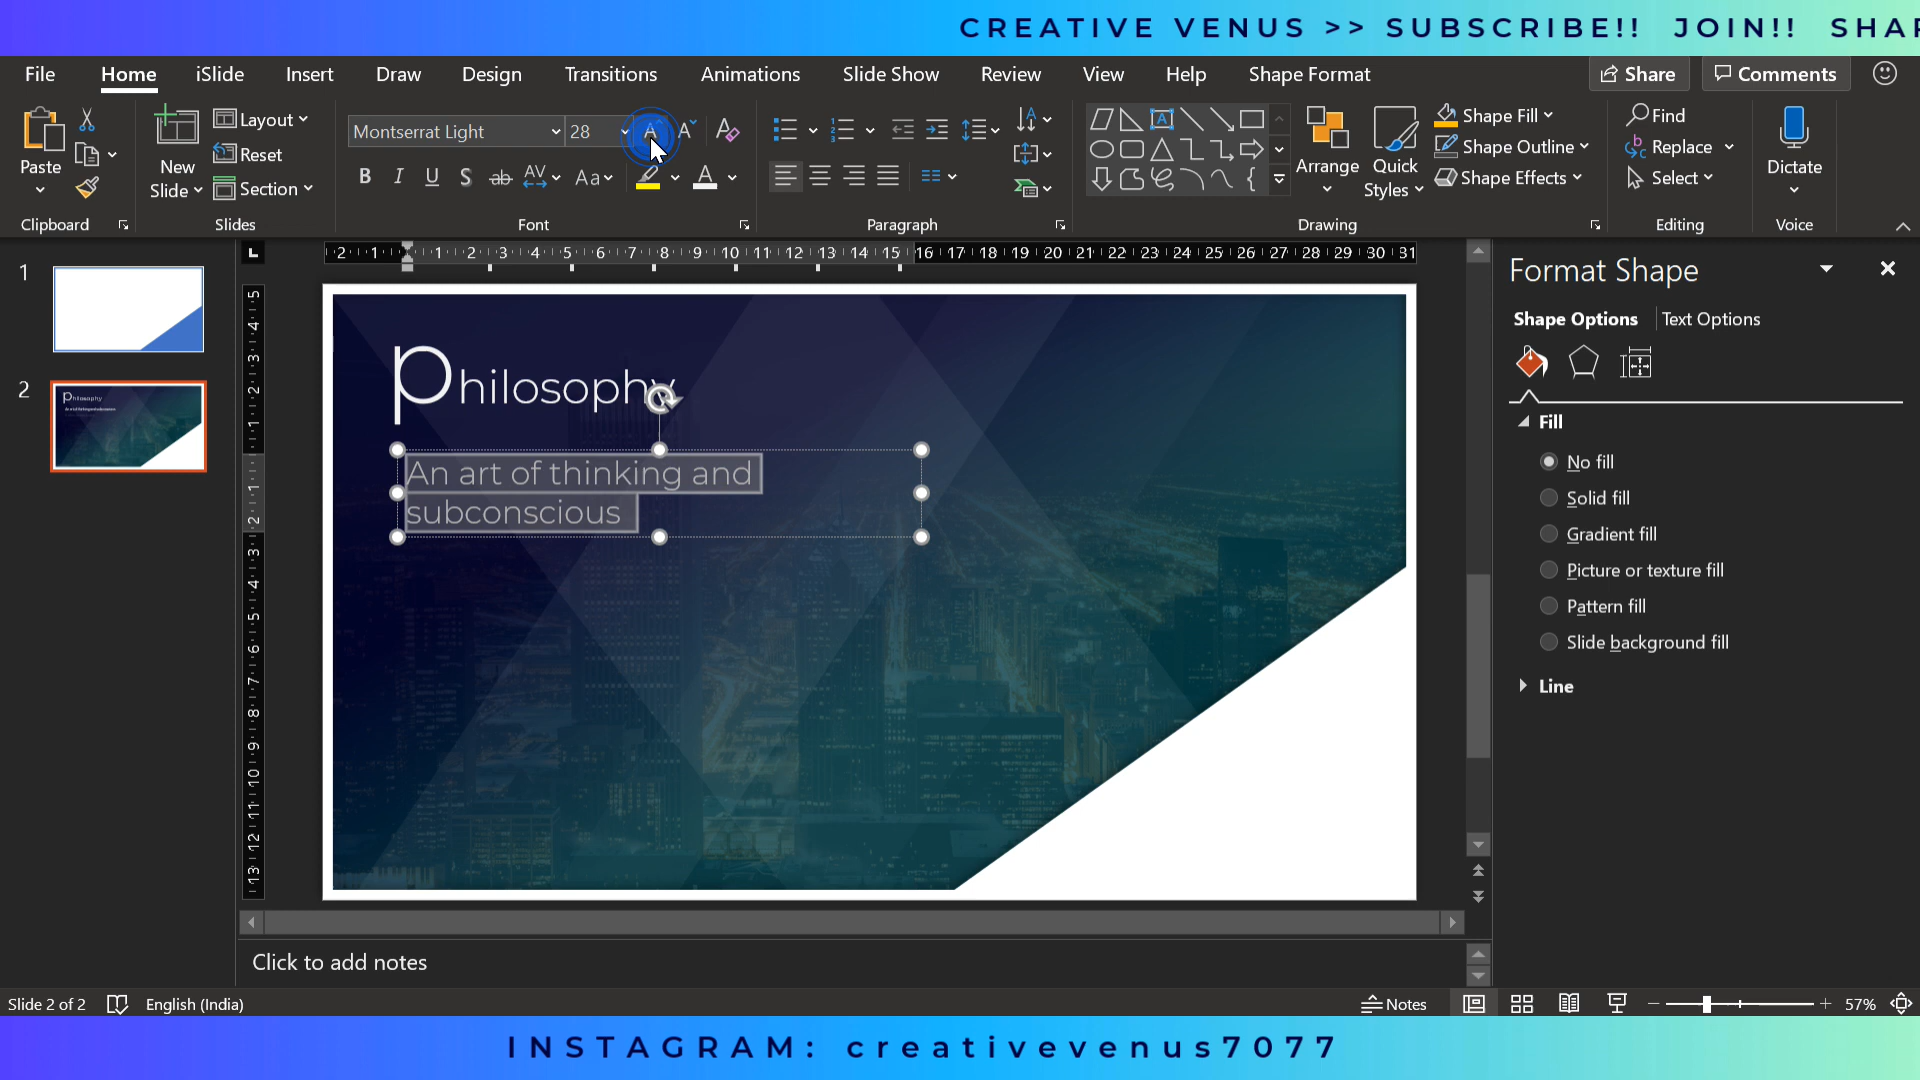 CREATIVE VENUS >> SUBSCRIBE!! JOIN!! SHAR
File Home iSlide Insert Draw Design Transitions Animations Slide Show Review View Help Shape Format Share Comments
Paste
Clipboard
New Slide
Layout
Reset
Section
Slides
Montserrat Light 28
Font
Paragraph
Arrange
Quick Styles
Shape Fill
Shape Outline
Shape Effects
Drawing
Find
Replace
Select
Editing
Dictate
Voice
1
2
Philosophy
An art of thinking and
subconscious
Format Shape
Shape Options Text Options
Fill
No fill
Solid fill
Gradient fill
Picture or texture fill
Pattern fill
Slide background fill
Line
Click to add notes
Slide 2 of 2 English (India) Notes 57%
INSTAGRAM: creativevenus7077